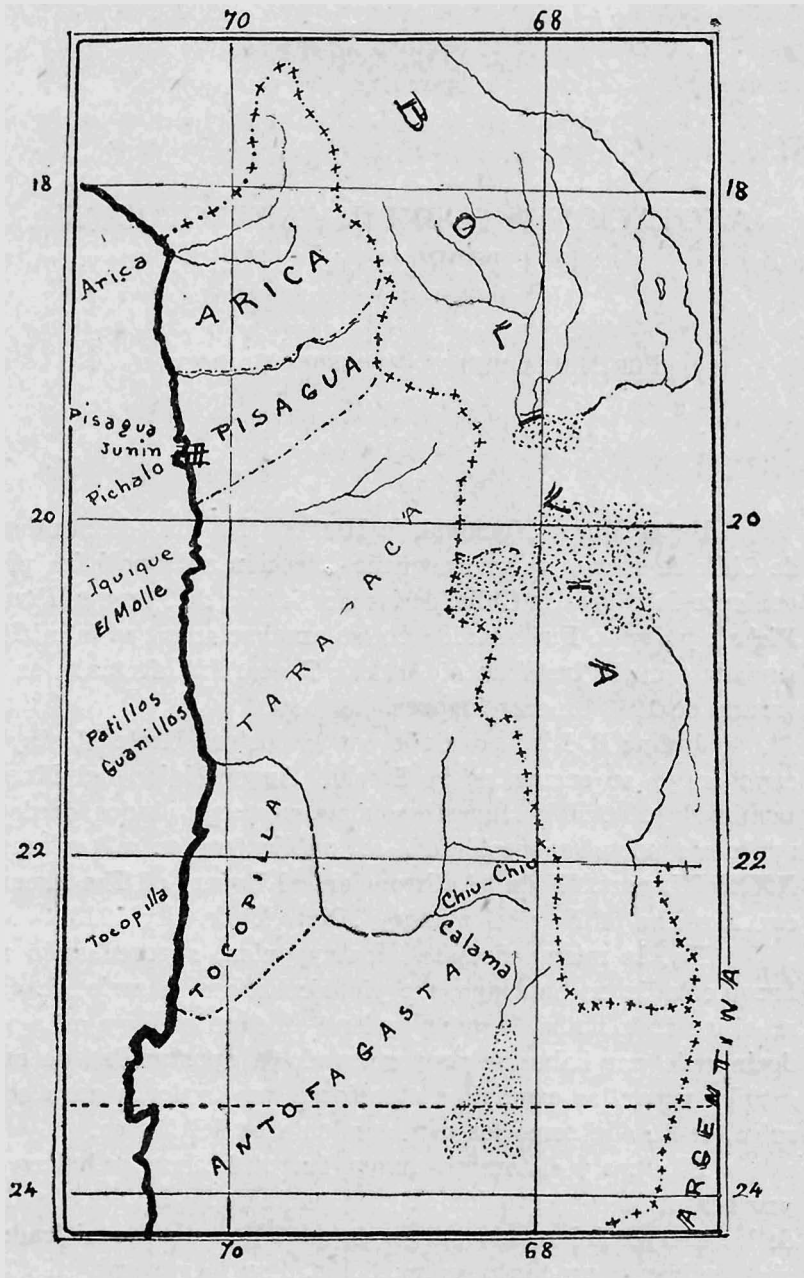 70 68
18 18
BOLIVIA
Arica
ARICA
Pisagua
Junin
Pichalo
PISAGUA
20 20
Iquique
El Molle
TARAPACÁ
Patillos
Guanillos
22 22
Tocopilla
TOCOPILLA
Chiu-Chiu
Calama
ANTOFAGASTA
ARGENTINA
24 24
70 68